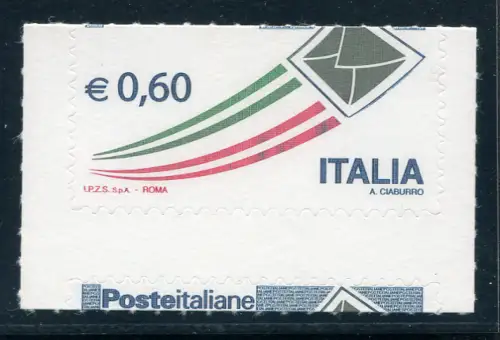 € 0,60
ITALIA
I.P.Z.S. S.p.A. - ROMA
A. CIABURRO
Posteitaliane